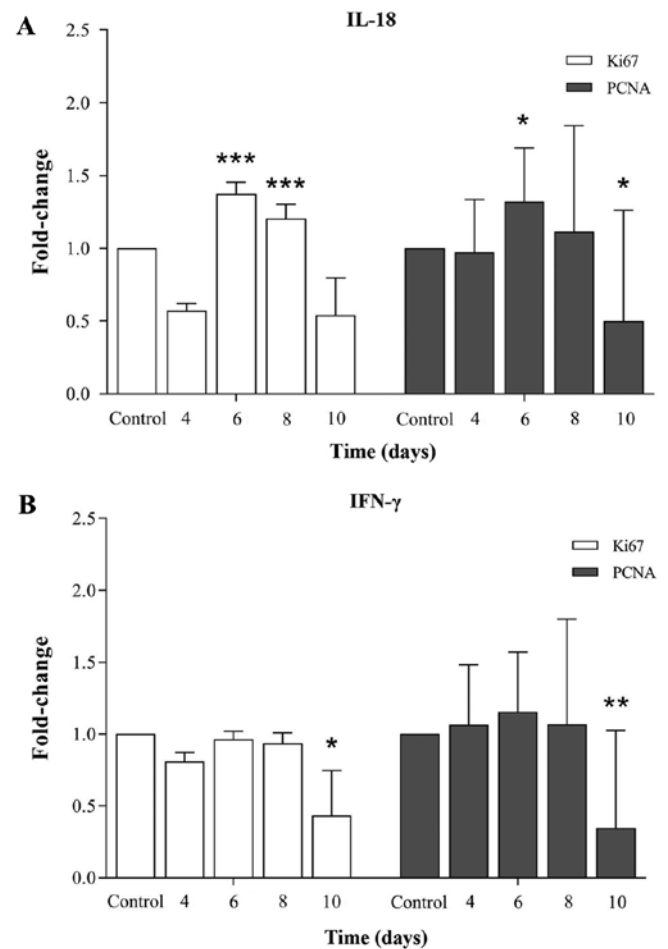 A
IL-18
2.5
2.0
1.5
1.0
0.5
0.0
Fold-change
Ki67
PCNA
*** *** * *
Control 4 6 8 10 Control 4 6 8 10
Time (days)
B
IFN-γ
2.5
2.0
1.5
1.0
0.5
0.0
Fold-change
Ki67
PCNA
* **
Control 4 6 8 10 Control 4 6 8 10
Time (days)